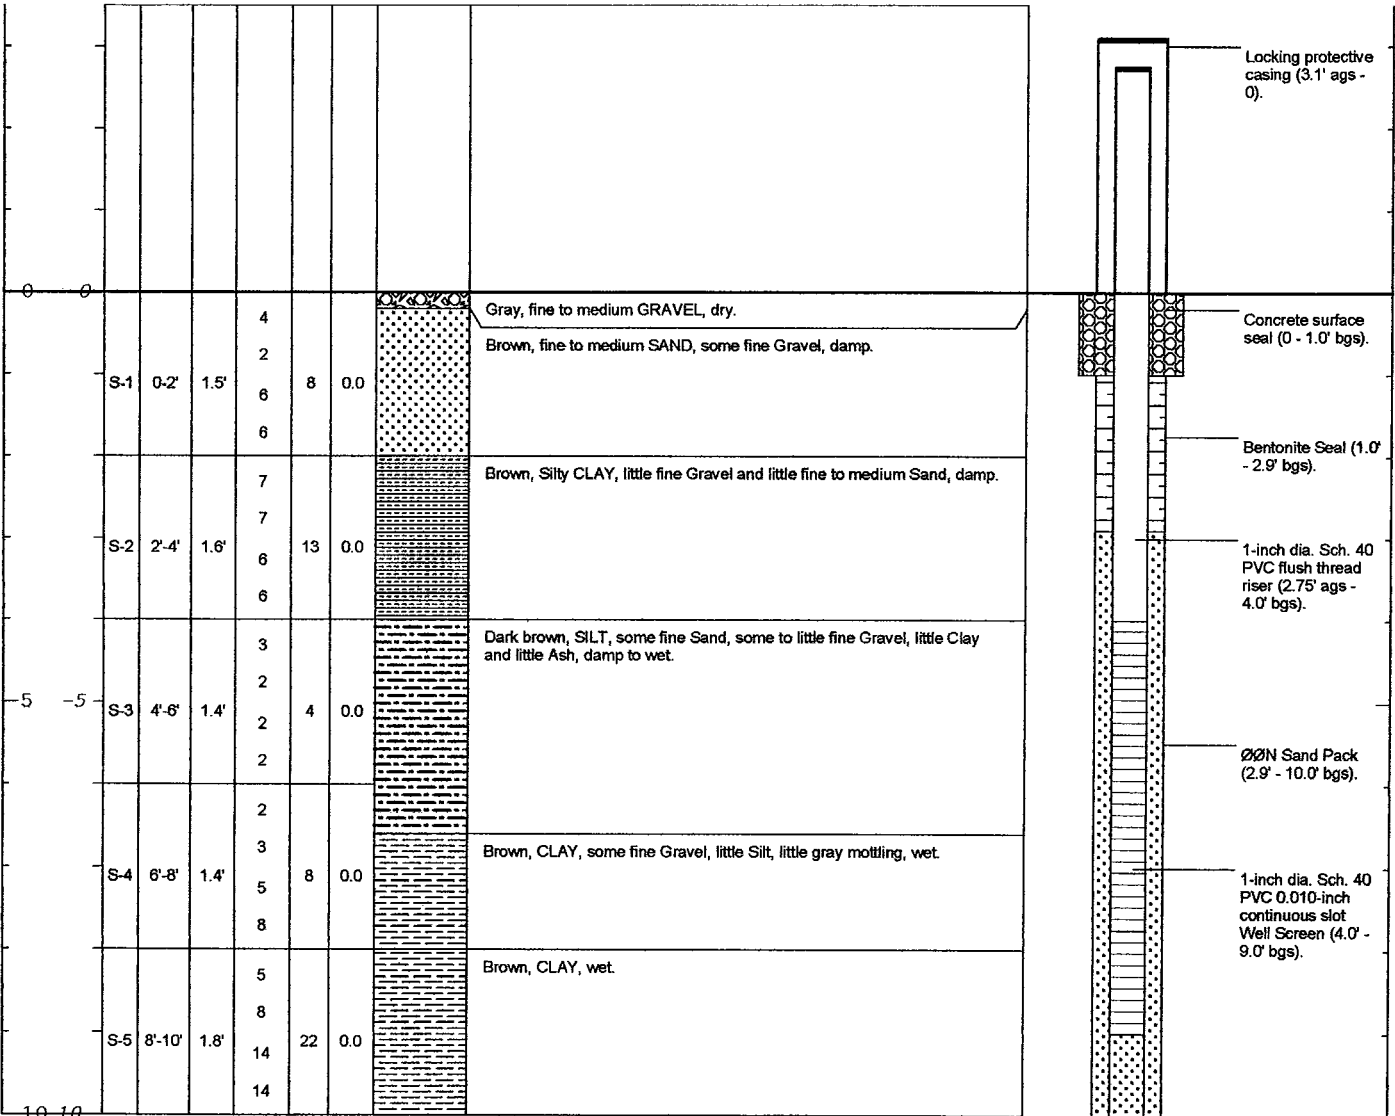 Locking protective
casing (3.1' ags -
0).
0 0
4
Gray, fine to medium GRAVEL, dry.
Concrete surface
seal (0 - 1.0' bgs).
2
Brown, fine to medium SAND, some fine Gravel, damp.
S-1 0-2' 1.5' 8 0.0
6
6
Bentonite Seal (1.0'
- 2.9' bgs).
7
Brown, Silty CLAY, little fine Gravel and little fine to medium Sand, damp.
7
S-2 2'-4' 1.6' 13 0.0
6
6
1-inch dia. Sch. 40
PVC flush thread
riser (2.75' ags -
4.0' bgs).
3
Dark brown, SILT, some fine Sand, some to little fine Gravel, little Clay
and little Ash, damp to wet.
2
-5 -5
S-3 4'-6' 1.4' 4 0.0
2
2
ØØN Sand Pack
(2.9' - 10.0' bgs).
2
3
Brown, CLAY, some fine Gravel, little Silt, little gray mottling, wet.
S-4 6'-8' 1.4' 8 0.0
5
8
1-inch dia. Sch. 40
PVC 0.010-inch
continuous slot
Well Screen (4.0' -
9.0' bgs).
5
Brown, CLAY, wet.
8
S-5 8'-10' 1.8' 22 0.0
14
14
10 10